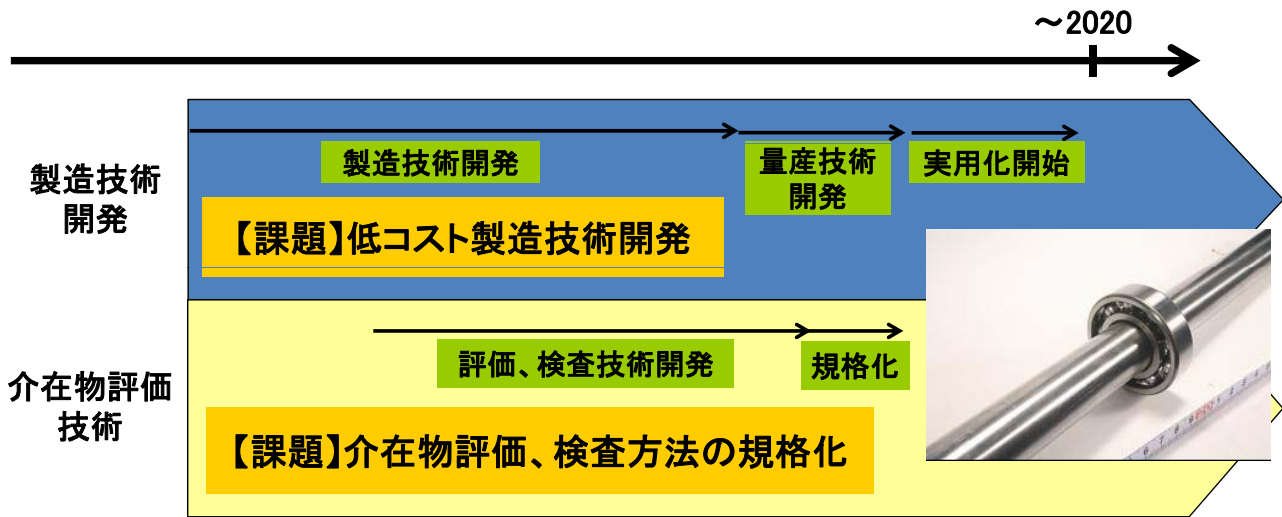 ～2020
製造技術
開発
製造技術開発
量産技術
開発
実用化開始
【課題】低コスト製造技術開発
介在物評価
技術
評価、検査技術開発
規格化
【課題】介在物評価、検査方法の規格化